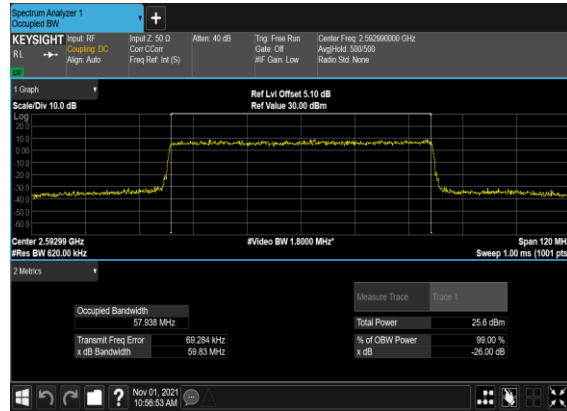 Spectrum Analyzer 1
Occupied BW
+
KEYSIGHT Input: RF Input Z: 50 Ω Atten: 40 dB Trig: Free Run Center Freq: 2.592990000 GHz
RL Coupling: DC Corr CCorr Gate: Off Avg|Hold: 500/500
Align: Auto Freq Ref: Int (S) #IF Gain: Low Radio Std: None
1 Graph
Ref Lvl Offset 5.10 dB
Scale/Div 10.0 dB Ref Value 30.00 dBm
Log
20.0
10.0
0.00
-10.0
-20.0
-30.0
-40.0
-50.0
-60.0
Center 2.59299 GHz #Video BW 1.8000 MHz* Span 120 MH
#Res BW 620.00 kHz Sweep 1.00 ms (1001 pts
2 Metrics
Measure Trace Trace 1
Occupied Bandwidth
57.938 MHz Total Power 25.6 dBm
Transmit Freq Error 69.284 kHz % of OBW Power 99.00 %
x dB Bandwidth 59.83 MHz x dB -26.00 dB
? Nov 01, 2021
10:56:53 AM